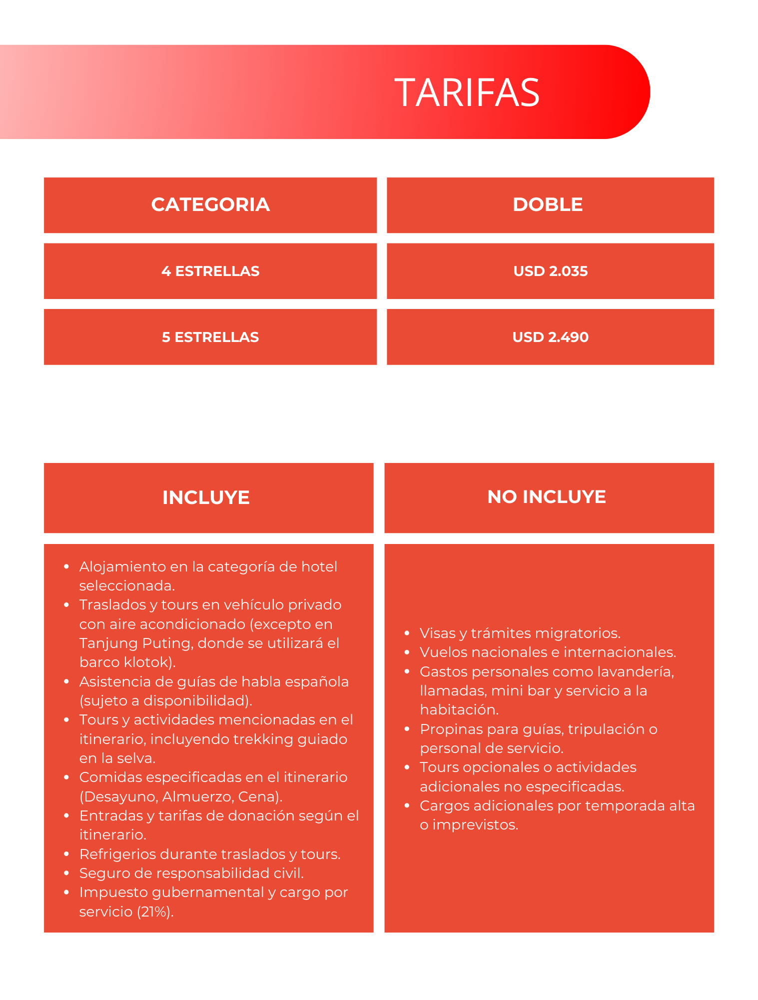 TARIFAS
CATEGORIA
DOBLE
4 ESTRELLAS
USD 2.035
5 ESTRELLAS
USD 2.490
INCLUYE
• Alojamiento en la categoría de hotel
seleccionada.
• Traslados y tours en vehículo privado
con aire acondicionado (excepto en
Tanjung Puting, donde se utilizará el
barco klotok).
• Asistencia de guías de habla española
(sujeto a disponibilidad).
• Tours y actividades mencionadas en el
itinerario, incluyendo trekking guiado
en la selva.
• Comidas especificadas en el itinerario
(Desayuno, Almuerzo, Cena).
• Entradas y tarifas de donación según el
itinerario.
• Refrigerios durante traslados y tours.
• Seguro de responsabilidad civil.
• Impuesto gubernamental y cargo por
servicio (21%).
NO INCLUYE
• Visas y trámites migratorios.
• Vuelos nacionales e internacionales.
• Gastos personales como lavandería,
llamadas, mini bar y servicio a la
habitación.
• Propinas para guías, tripulación o
personal de servicio.
• Tours opcionales o actividades
adicionales no especificadas.
• Cargos adicionales por temporada alta
o imprevistos.